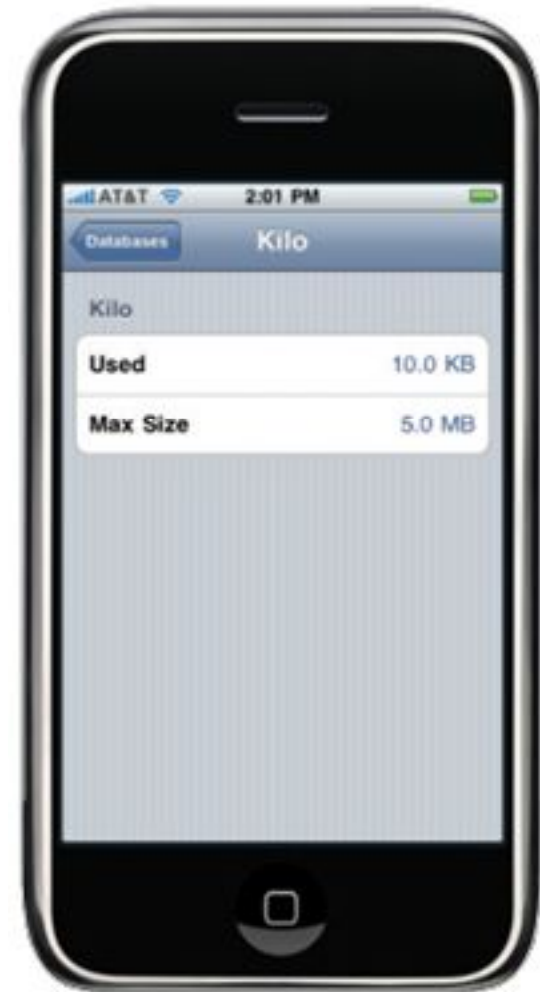 AT&T 2:01 PM
Databases Kilo
Kilo
Used 10.0 KB
Max Size 5.0 MB